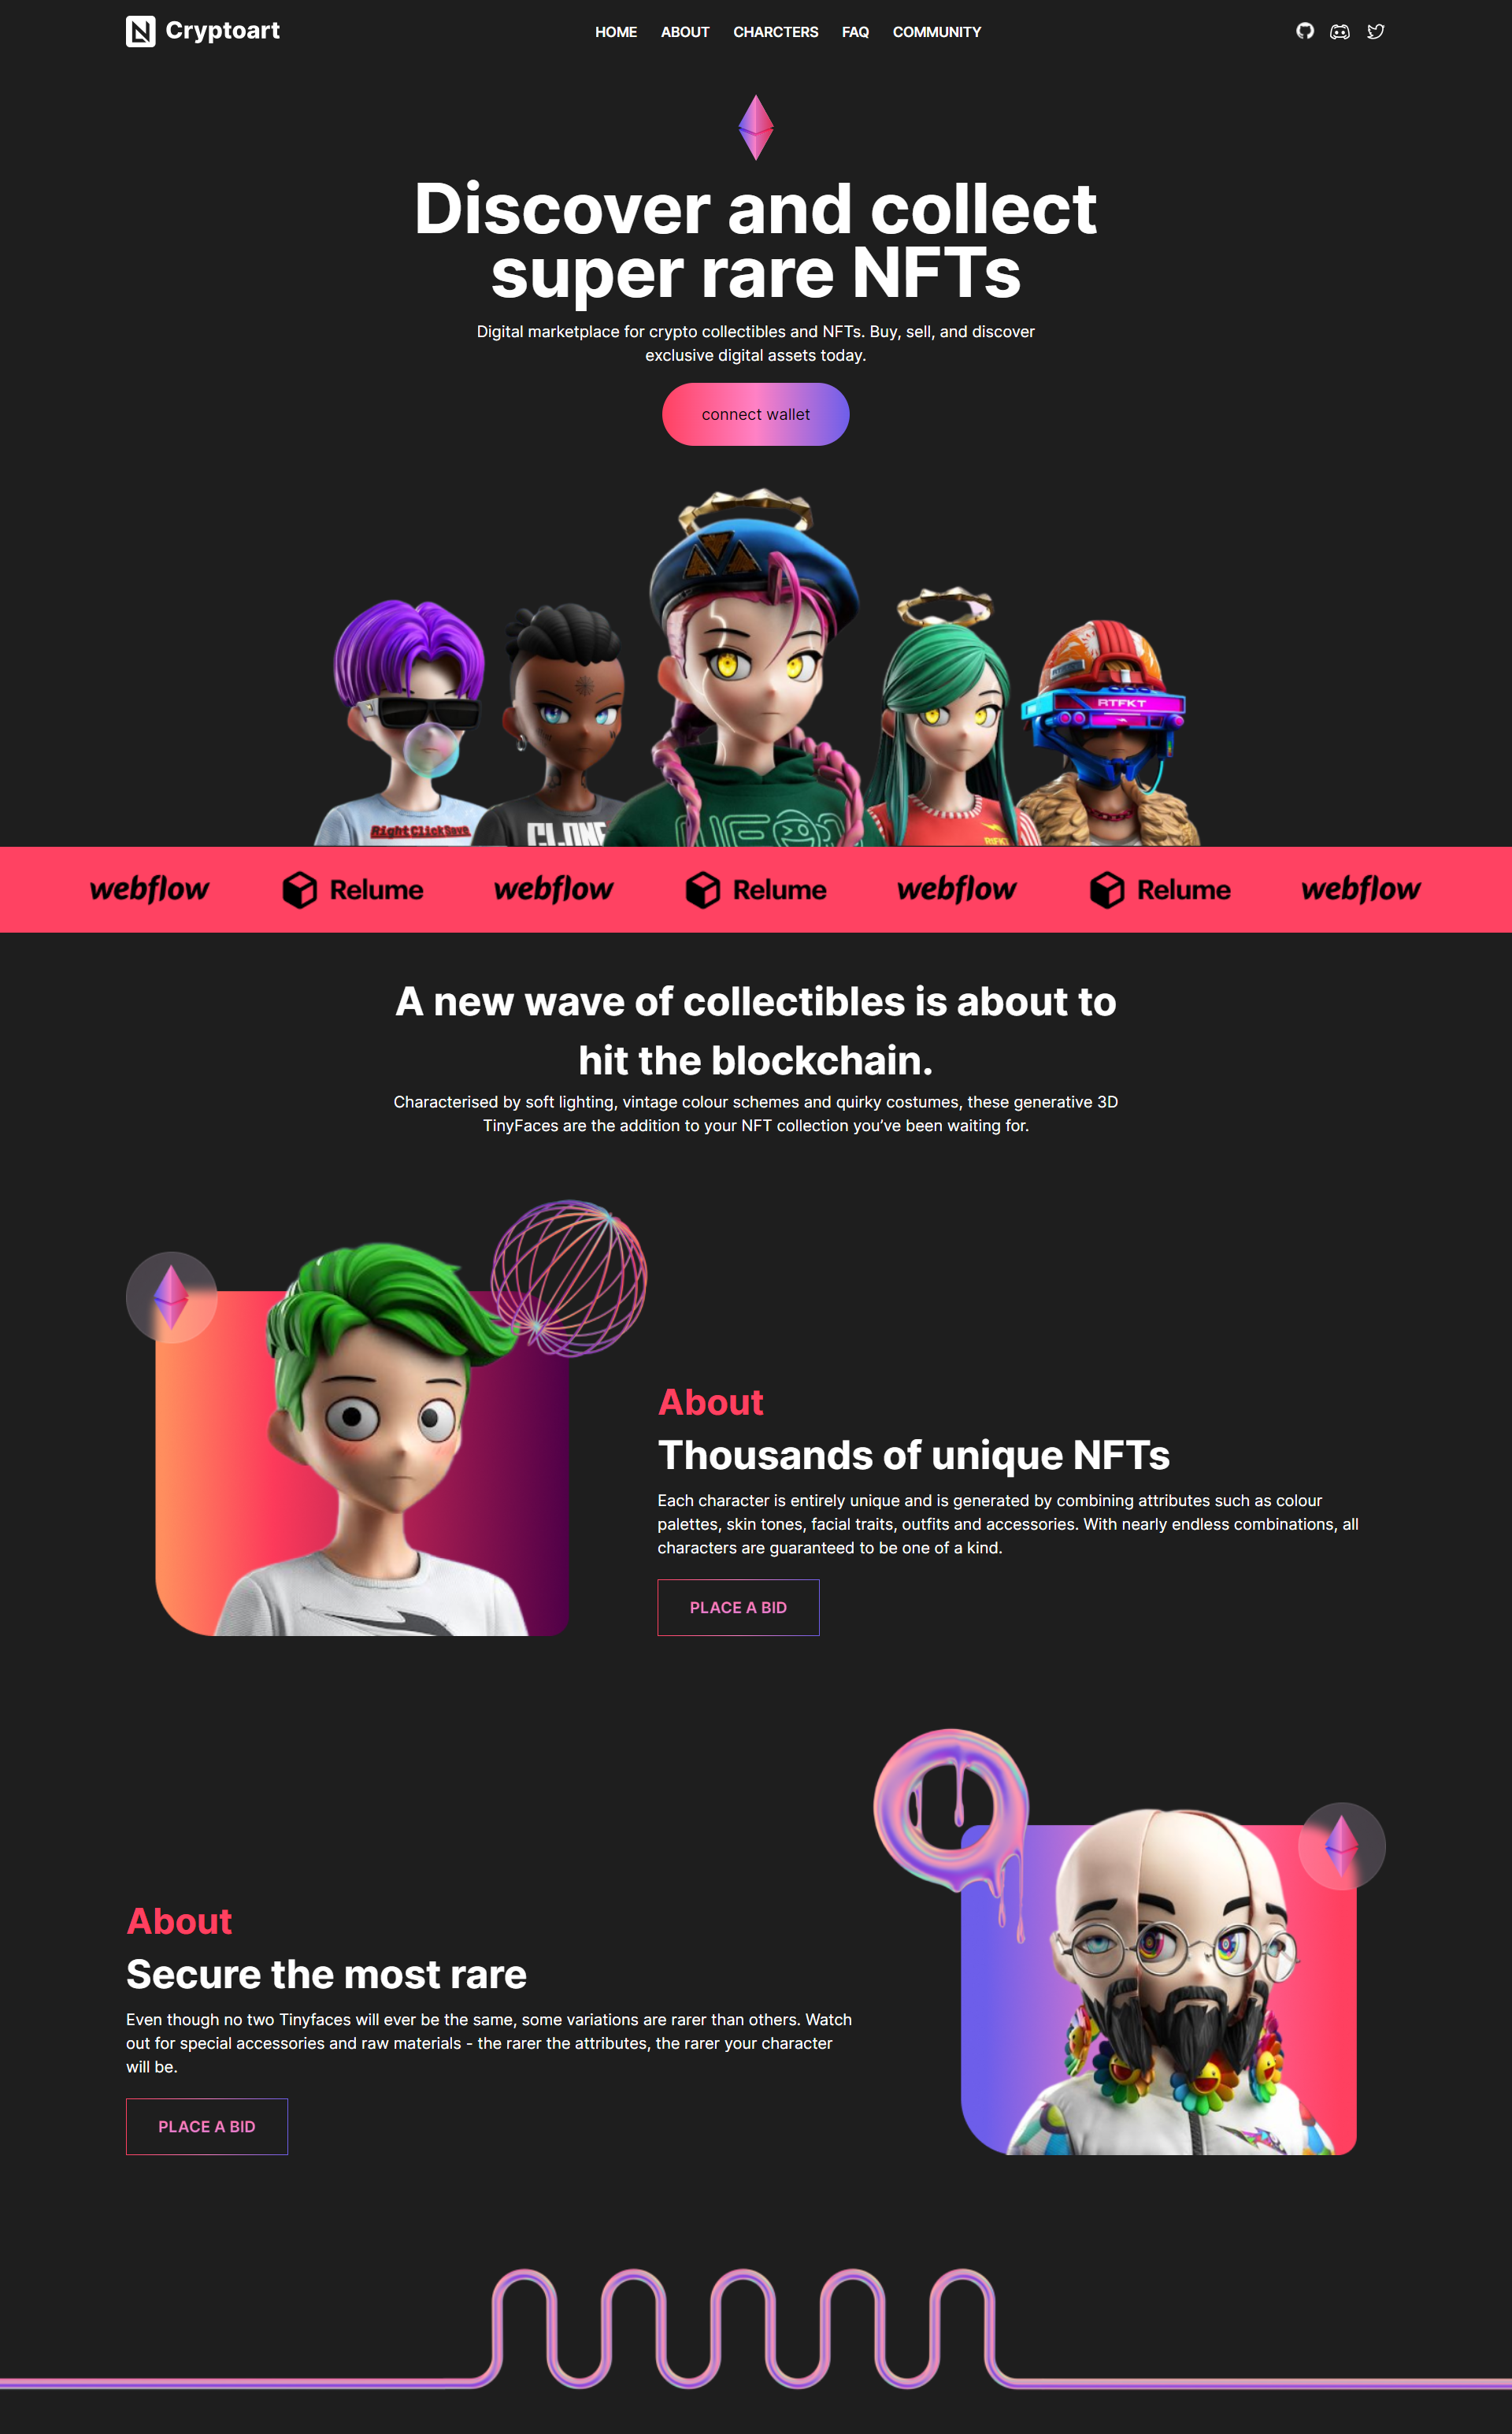 Cryptoart
HOME ABOUT CHARCTERS FAQ COMMUNITY
Discover and collect
super rare NFTs
Digital marketplace for crypto collectibles and NFTs. Buy, sell, and discover
exclusive digital assets today.
connect wallet
RTFKT
RightClickSave
CLONE
UFO
webflow Relume webflow Relume webflow Relume webflow
A new wave of collectibles is about to
hit the blockchain.
Characterised by soft lighting, vintage colour schemes and quirky costumes, these generative 3D
TinyFaces are the addition to your NFT collection you’ve been waiting for.
About
Thousands of unique NFTs
Each character is entirely unique and is generated by combining attributes such as colour
palettes, skin tones, facial traits, outfits and accessories. With nearly endless combinations, all
characters are guaranteed to be one of a kind.
PLACE A BID
About
Secure the most rare
Even though no two Tinyfaces will ever be the same, some variations are rarer than others. Watch
out for special accessories and raw materials - the rarer the attributes, the rarer your character
will be.
PLACE A BID